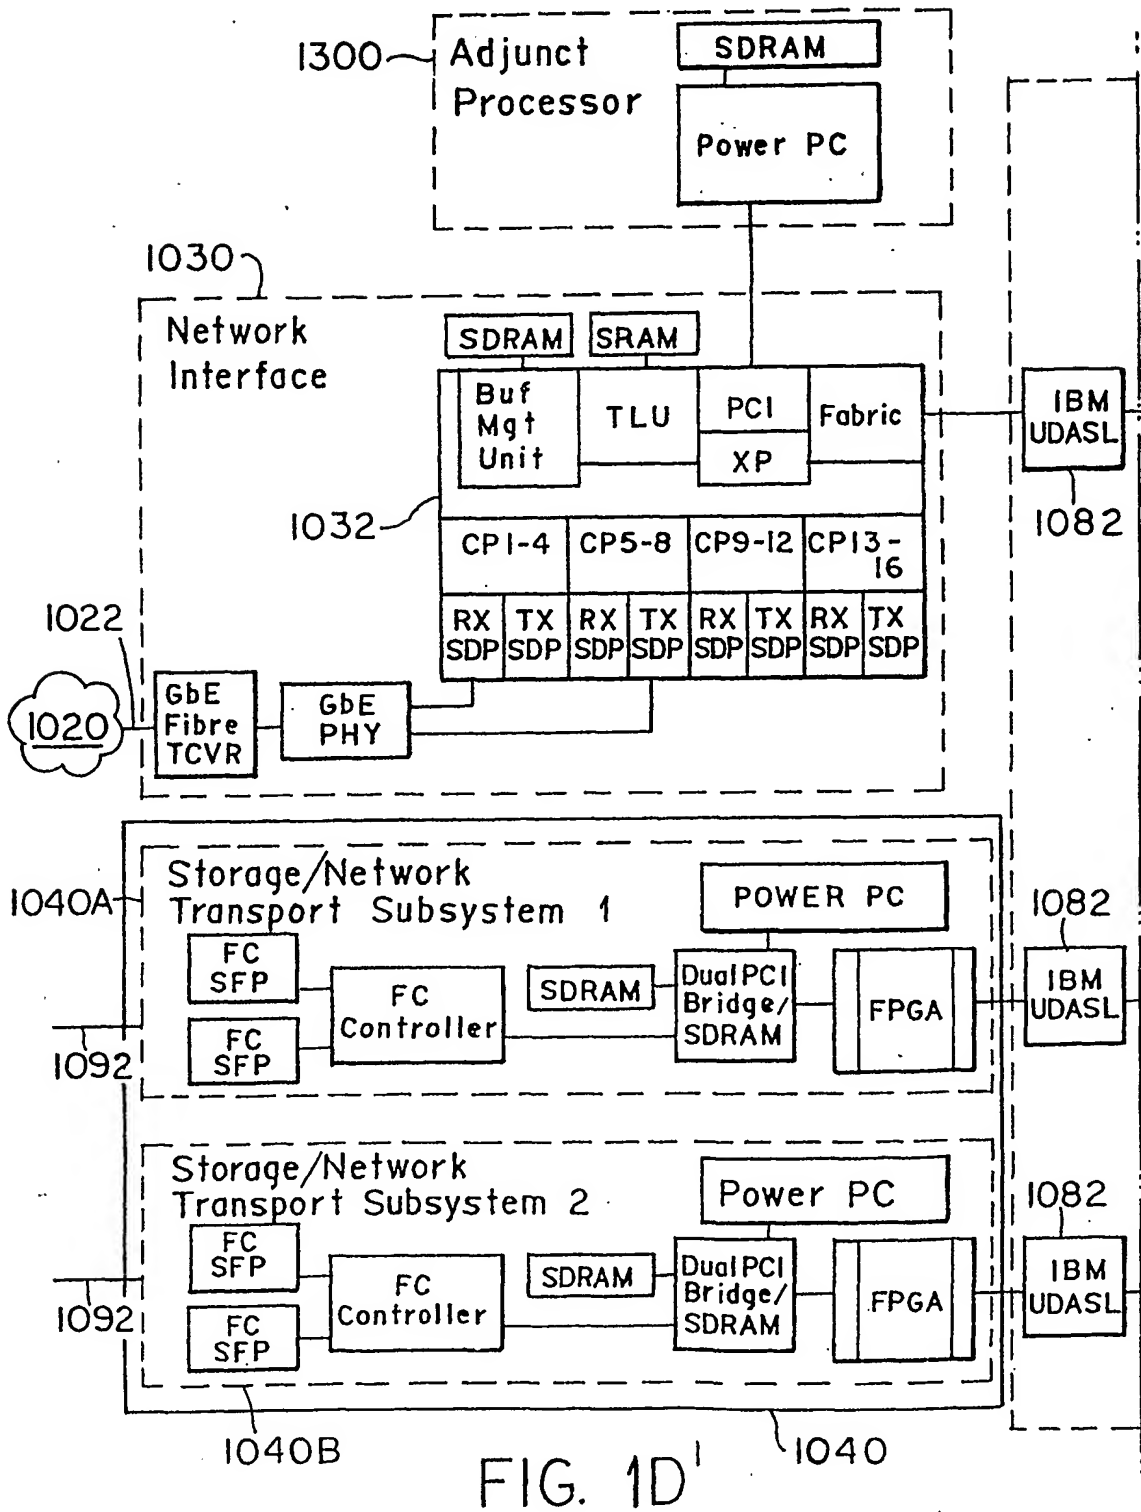 1300
Adjunct
Processor
SDRAM
Power PC
1030
Network
Interface
SDRAM
SRAM
Buf
Mgt
Unit
TLU
PCI
XP
Fabric
IBM
UDASL
1082
1032
CP1-4
CP5-8
CP9-12
CP13-
16
RX
SDP
TX
SDP
RX
SDP
TX
SDP
RX
SDP
TX
SDP
RX
SDP
TX
SDP
1022
1020
GbE
Fibre
TCVR
GbE
PHY
1040A
Storage/Network
Transport Subsystem 1
POWER PC
FC
SFP
FC
SFP
FC
Controller
SDRAM
Dual PCI
Bridge/
SDRAM
FPGA
1082
IBM
UDASL
1092
Storage/Network
Transport Subsystem 2
Power PC
FC
SFP
FC
SFP
FC
Controller
SDRAM
Dual PCI
Bridge/
SDRAM
FPGA
1082
IBM
UDASL
1092
1040B
1040
FIG. 1D'